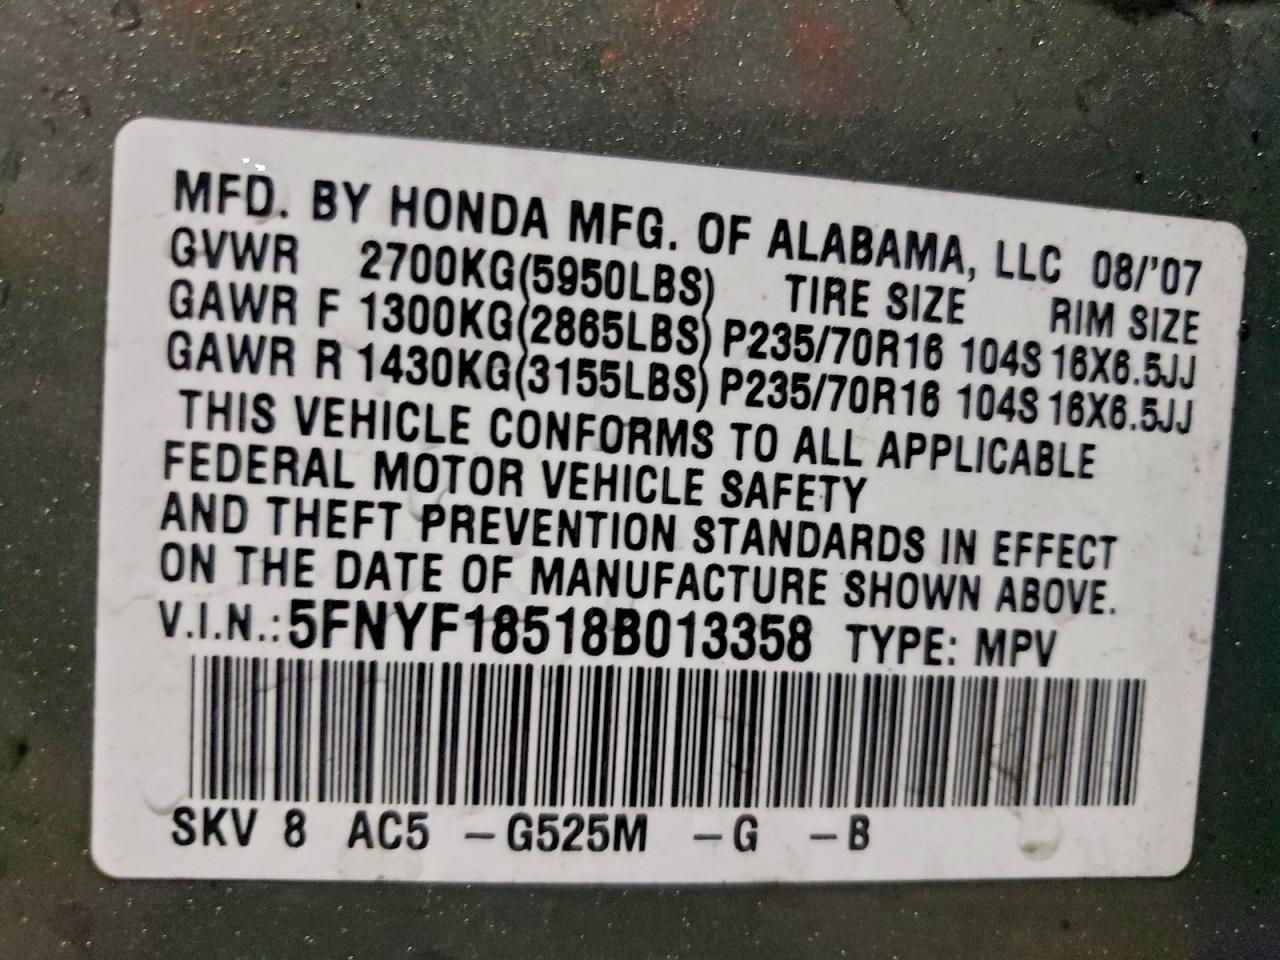 MFD. BY HONDA MFG. OF ALABAMA, LLC 08/'07
GVWR 2700KG(5950LBS) TIRE SIZE RIM SIZE
GAWR F 1300KG(2865LBS) P235/70R16 104S 16X6.5JJ
GAWR R 1430KG(3155LBS) P235/70R16 104S 16X6.5JJ
THIS VEHICLE CONFORMS TO ALL APPLICABLE
FEDERAL MOTOR VEHICLE SAFETY
AND THEFT PREVENTION STANDARDS IN EFFECT
ON THE DATE OF MANUFACTURE SHOWN ABOVE.
V.I.N.: 5FNYF18518B013358 TYPE: MPV
SKV 8 AC5 -G525M -G -B